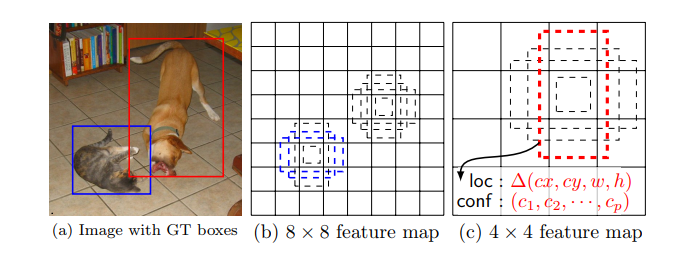 loc : Δ(cx, cy, w, h)
conf : (c₁, c₂, ⋯, cₚ)
(a) Image with GT boxes
(b) 8 × 8 feature map
(c) 4 × 4 feature map